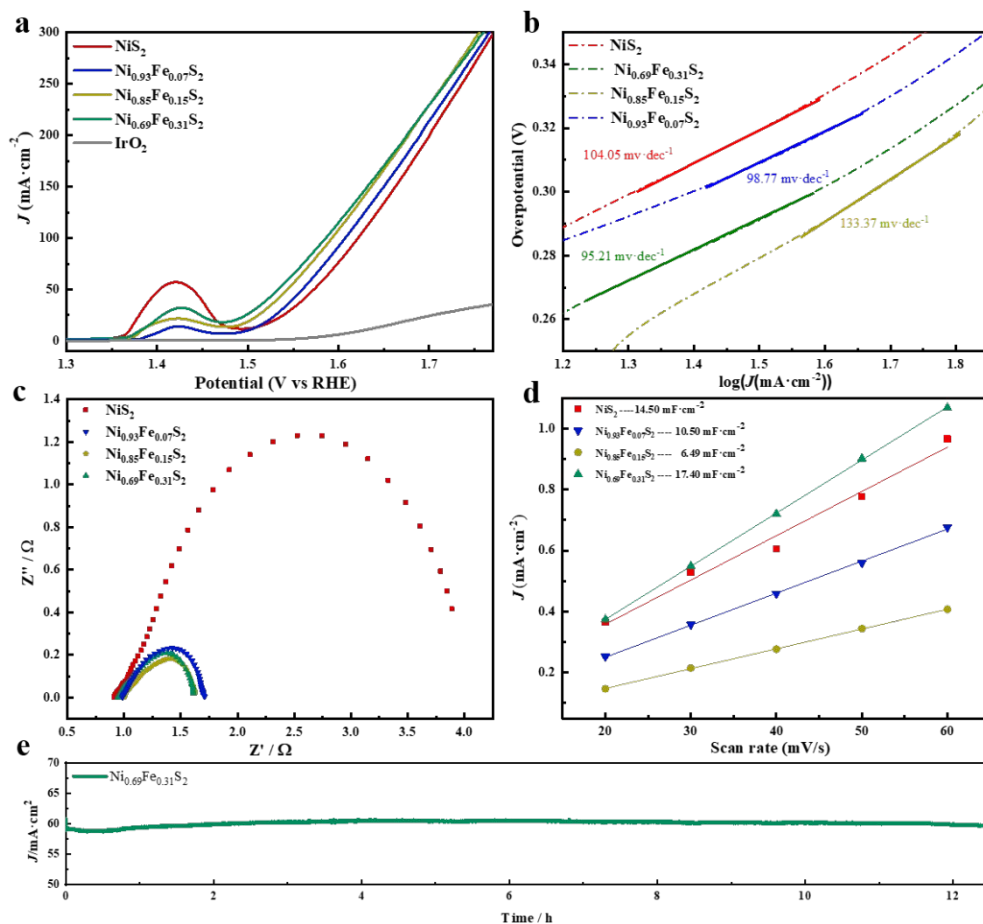 a
NiS₂
Ni₀.₉₃Fe₀.₀₇S₂
Ni₀.₈₅Fe₀.₁₅S₂
Ni₀.₆₉Fe₀.₃₁S₂
IrO₂
J (mA·cm⁻²)
300
250
200
150
100
50
0
1.3 1.4 1.5 1.6 1.7
Potential (V vs RHE)
b
NiS₂
Ni₀.₆₉Fe₀.₃₁S₂
Ni₀.₈₅Fe₀.₁₅S₂
Ni₀.₉₃Fe₀.₀₇S₂
104.05 mv·dec⁻¹
98.77 mv·dec⁻¹
95.21 mv·dec⁻¹
133.37 mv·dec⁻¹
Overpotential (V)
0.34
0.32
0.30
0.28
0.26
1.2 1.3 1.4 1.5 1.6 1.7 1.8
log(J(mA·cm⁻²))
c
NiS₂
Ni₀.₉₃Fe₀.₀₇S₂
Ni₀.₈₅Fe₀.₁₅S₂
Ni₀.₆₉Fe₀.₃₁S₂
Z'' / Ω
1.4
1.2
1.0
0.8
0.6
0.4
0.2
0.0
0.5 1.0 1.5 2.0 2.5 3.0 3.5 4.0
Z' / Ω
d
NiS₂ ----14.50 mF·cm⁻²
Ni₀.₉₃Fe₀.₀₇S₂ ---- 10.50 mF·cm⁻²
Ni₀.₈₅Fe₀.₁₅S₂ ---- 6.49 mF·cm⁻²
Ni₀.₆₉Fe₀.₃₁S₂ ---- 17.40 mF·cm⁻²
J (mA·cm⁻²)
1.0
0.8
0.6
0.4
0.2
20 30 40 50 60
Scan rate (mV/s)
e
Ni₀.₆₉Fe₀.₃₁S₂
J/mA·cm²
70
65
60
55
50
0 2 4 6 8 10 12
Time / h